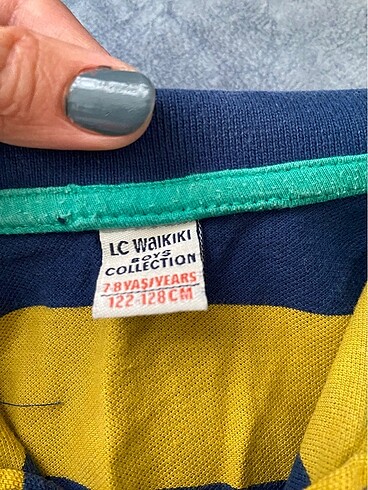 LC WAIKIKI
BOYS
COLLECTION
7-8 YAŞ/YEARS
122-128 CM